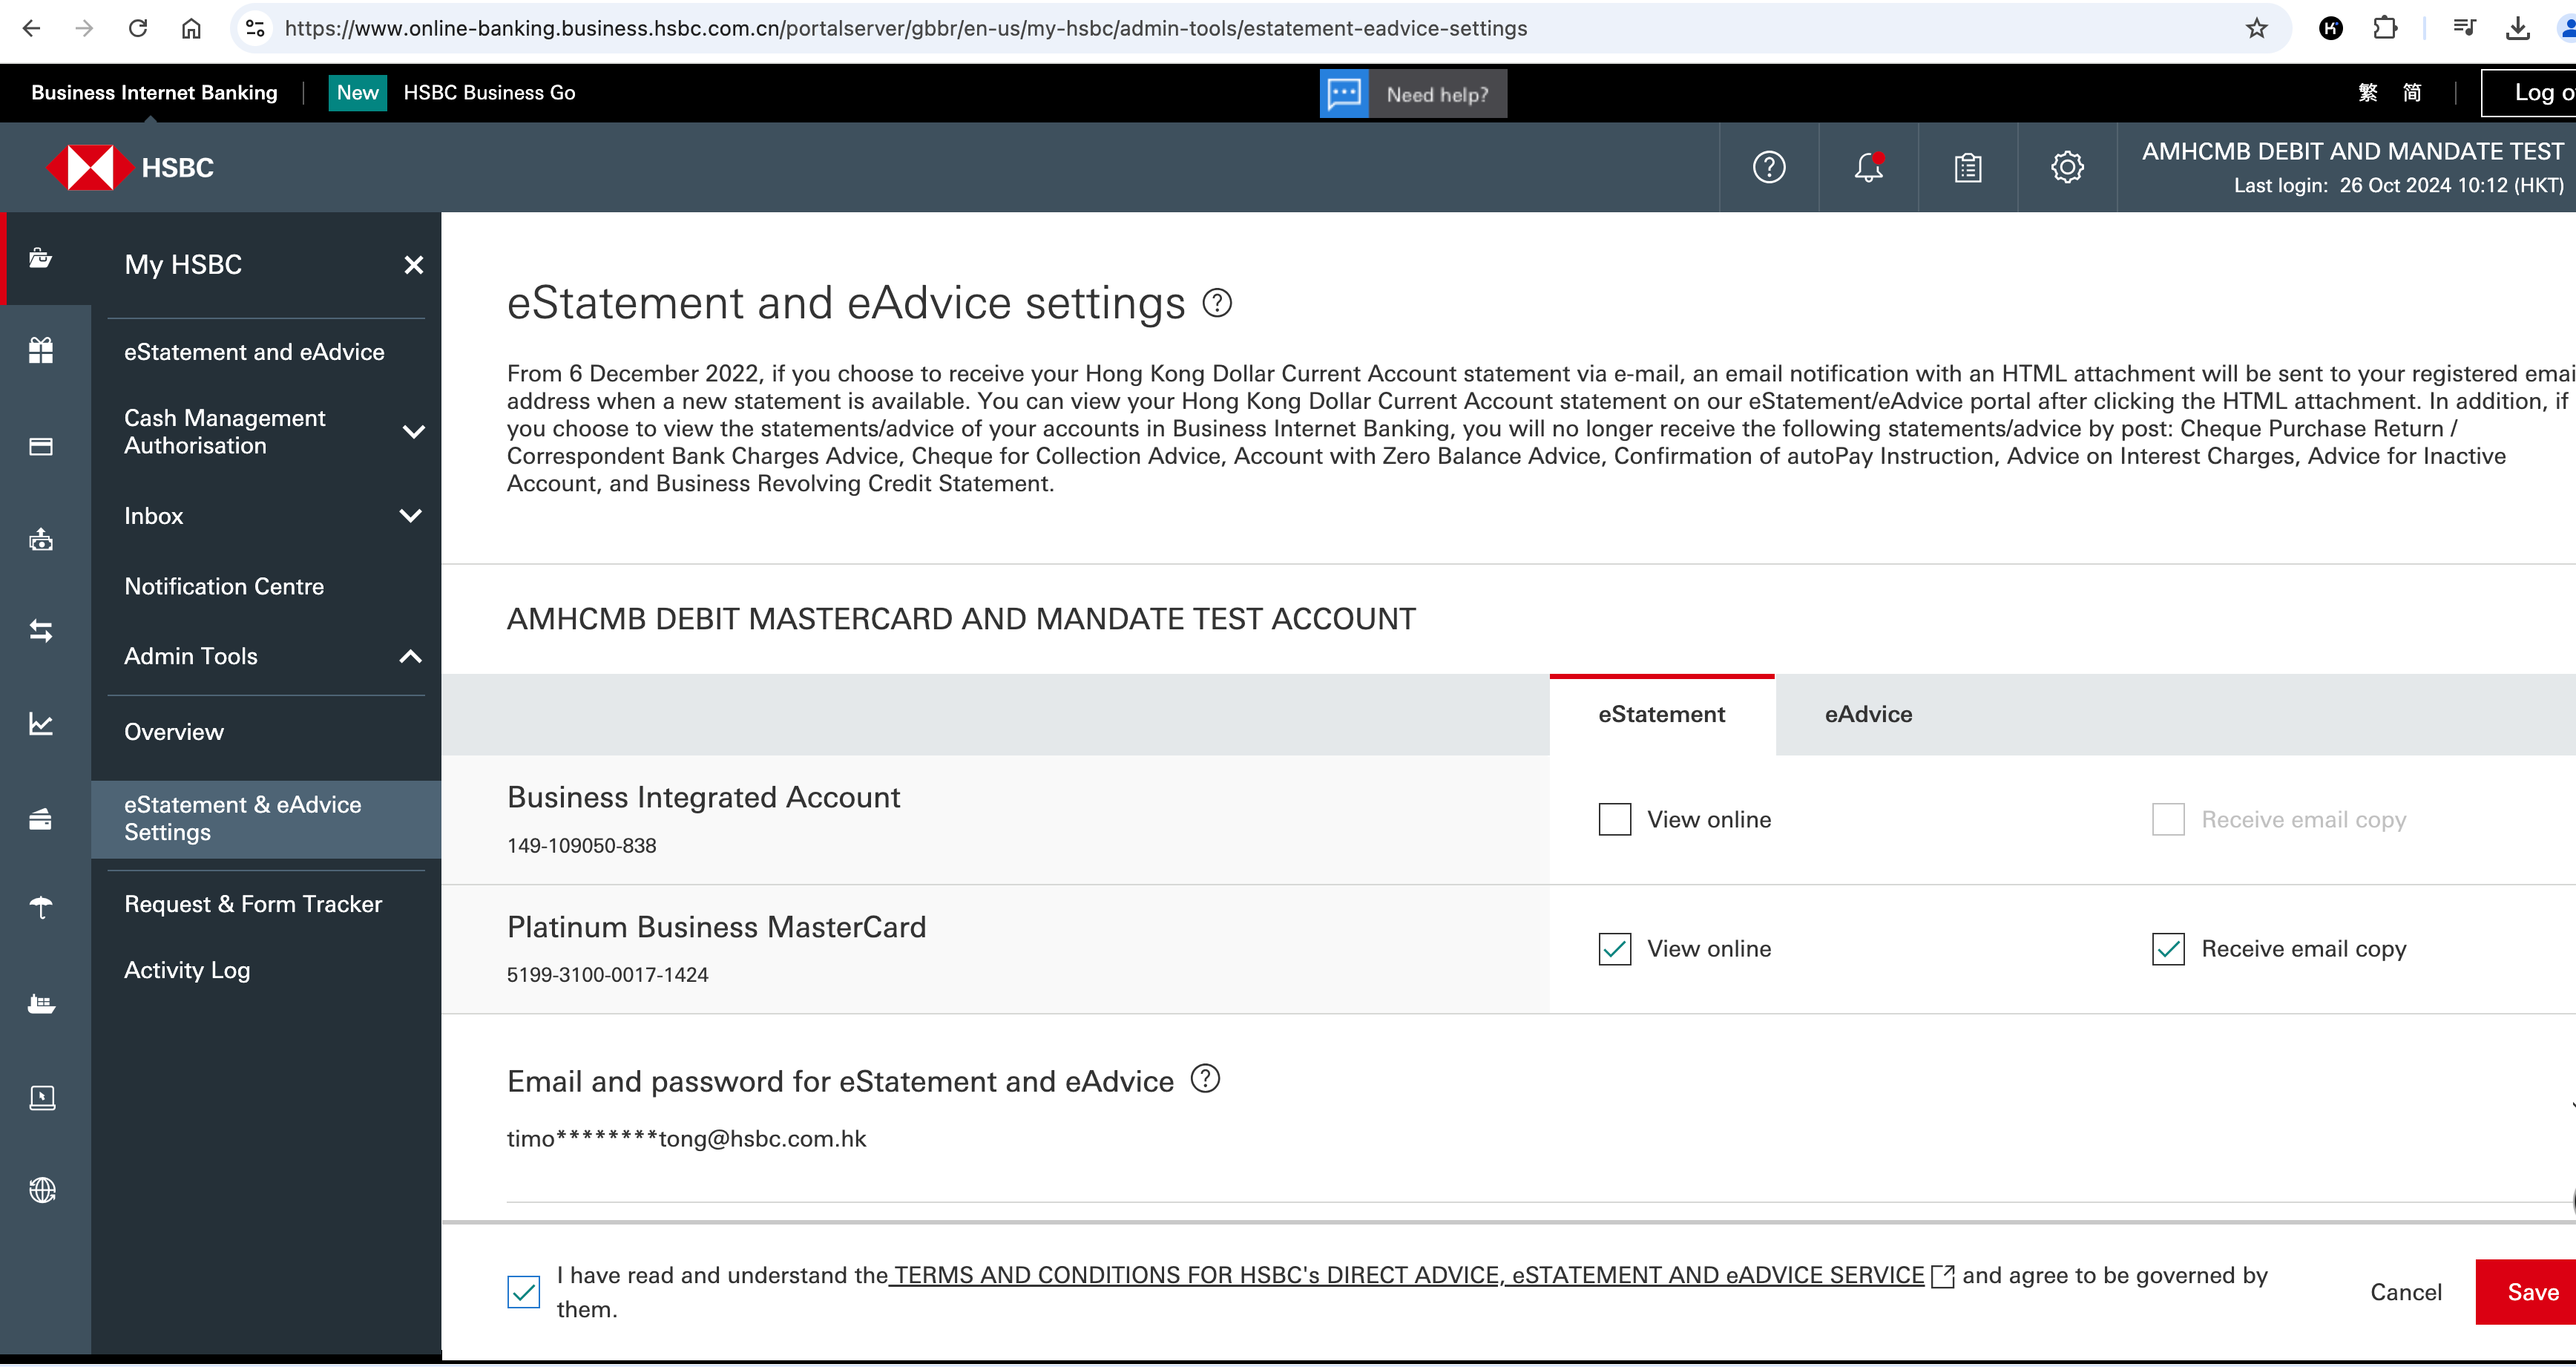 https://www.online-banking.business.hsbc.com.cn/portalserver/gbbr/en-us/my-hsbc/admin-tools/estatement-eadvice-settings
Business Internet Banking
New
HSBC Business Go
Need help?
繁 简
Log o
HSBC
AMHCMB DEBIT AND MANDATE TEST
Last login: 26 Oct 2024 10:12 (HKT)
My HSBC
eStatement and eAdvice
Cash Management
Authorisation
Inbox
Notification Centre
Admin Tools
Overview
eStatement & eAdvice
Settings
Request & Form Tracker
Activity Log
eStatement and eAdvice settings
From 6 December 2022, if you choose to receive your Hong Kong Dollar Current Account statement via e-mail, an email notification with an HTML attachment will be sent to your registered emai
address when a new statement is available. You can view your Hong Kong Dollar Current Account statement on our eStatement/eAdvice portal after clicking the HTML attachment. In addition, if
you choose to view the statements/advice of your accounts in Business Internet Banking, you will no longer receive the following statements/advice by post: Cheque Purchase Return /
Correspondent Bank Charges Advice, Cheque for Collection Advice, Account with Zero Balance Advice, Confirmation of autoPay Instruction, Advice on Interest Charges, Advice for Inactive
Account, and Business Revolving Credit Statement.
AMHCMB DEBIT MASTERCARD AND MANDATE TEST ACCOUNT
eStatement
eAdvice
Business Integrated Account
149-109050-838
View online
Receive email copy
Platinum Business MasterCard
5199-3100-0017-1424
View online
Receive email copy
Email and password for eStatement and eAdvice
timo********tong@hsbc.com.hk
I have read and understand the TERMS AND CONDITIONS FOR HSBC's DIRECT ADVICE, eSTATEMENT AND eADVICE SERVICE and agree to be governed by
them.
Cancel
Save